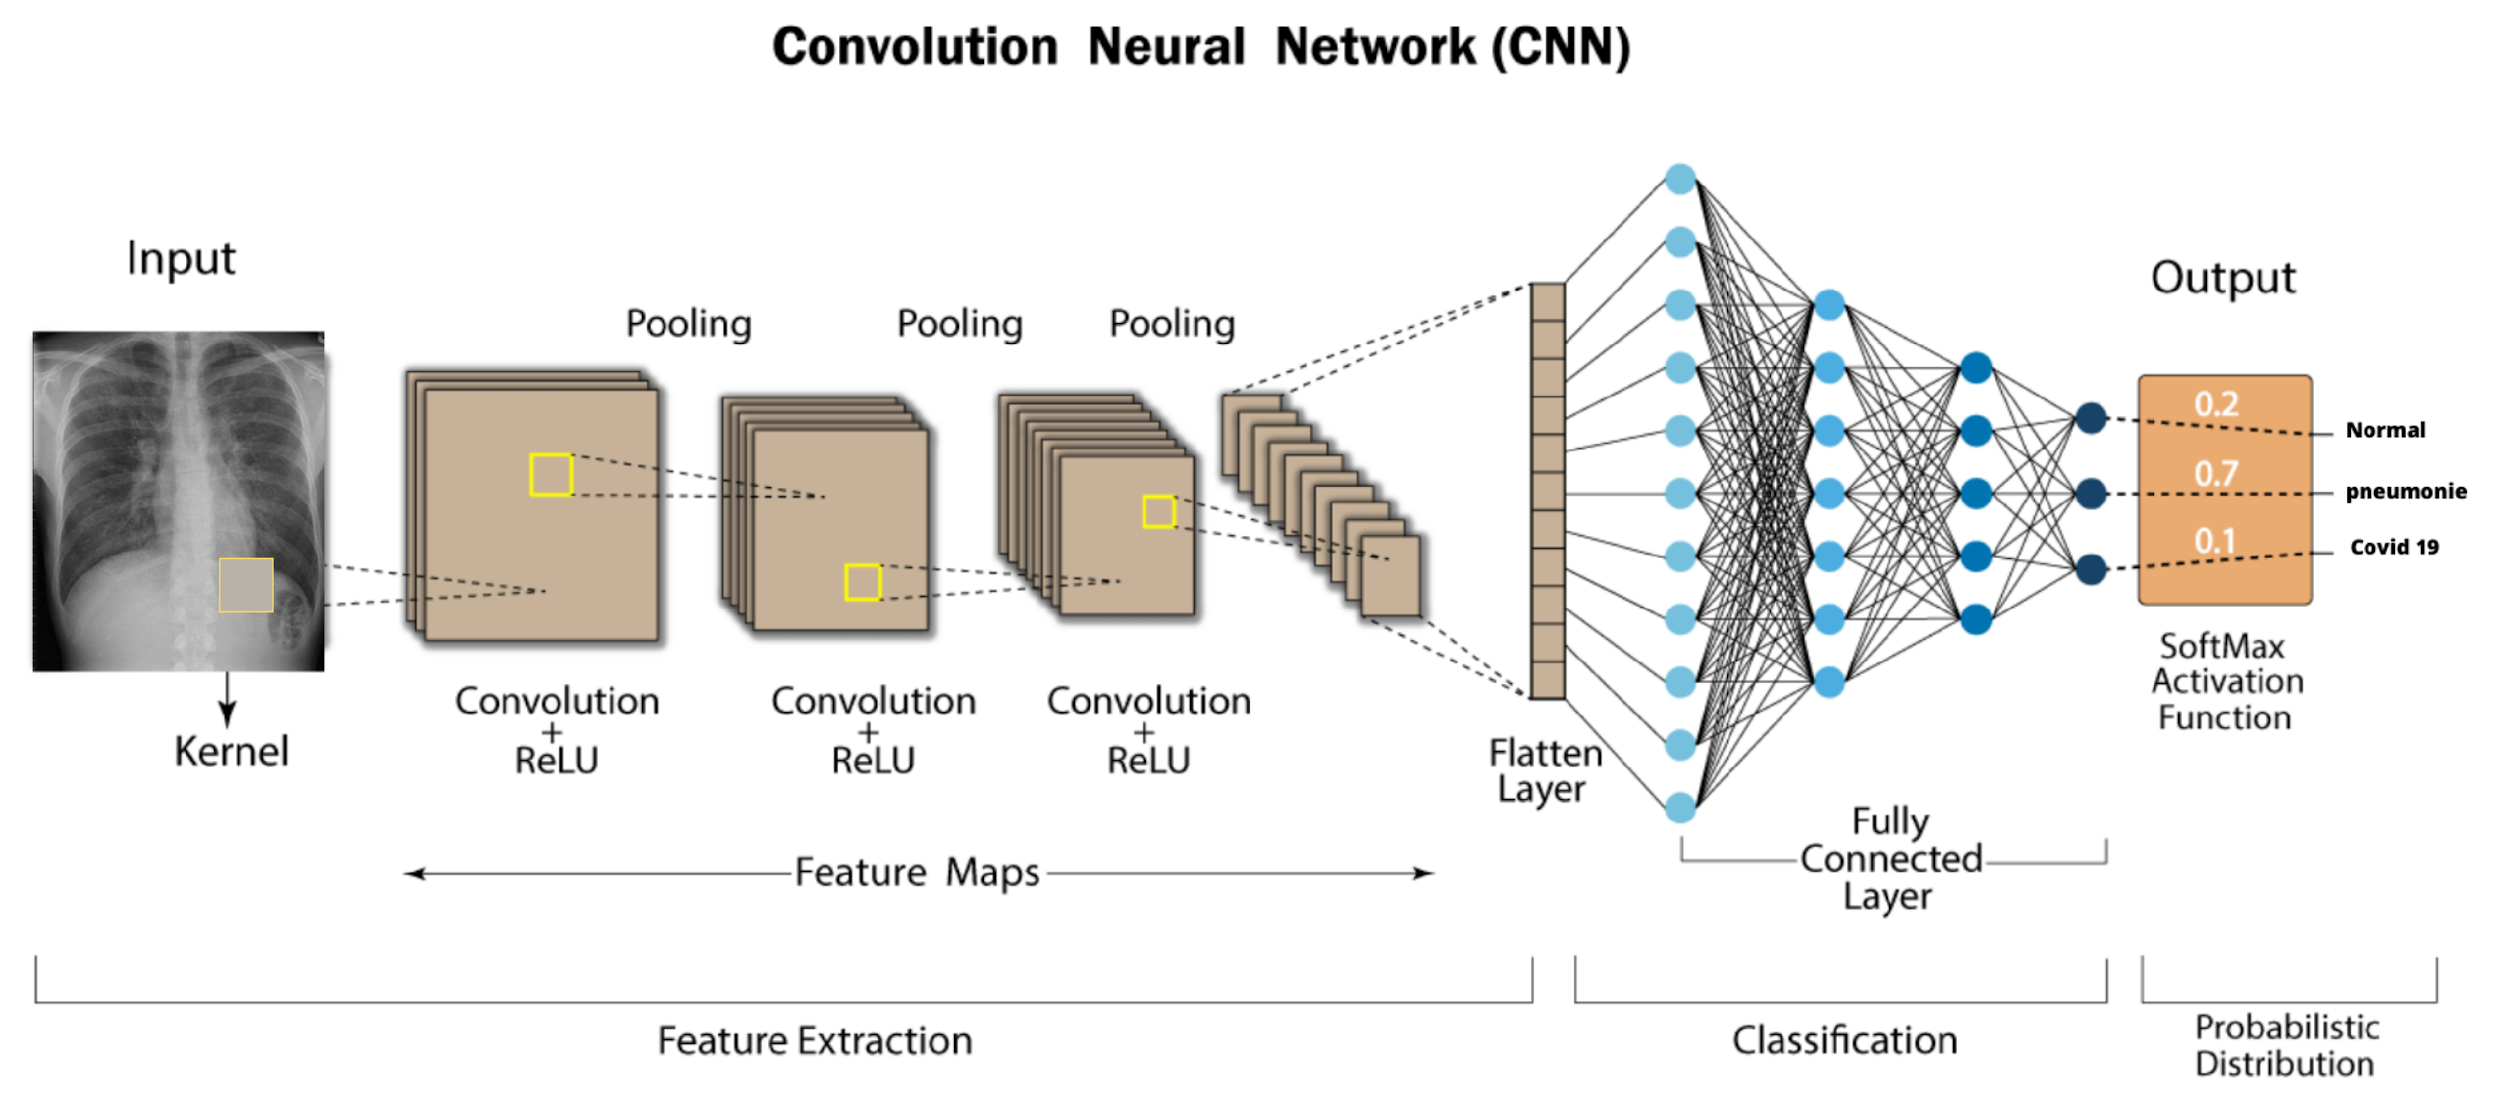 Convolution Neural Network (CNN)
Input
Kernel
Pooling
Pooling
Pooling
Convolution
+
ReLU
Convolution
+
ReLU
Convolution
+
ReLU
Flatten
Layer
Feature Maps
Fully
Connected
Layer
Output
0.2
Normal
0.7
pneumonie
0.1
Covid 19
SoftMax
Activation
Function
Feature Extraction
Classification
Probabilistic
Distribution